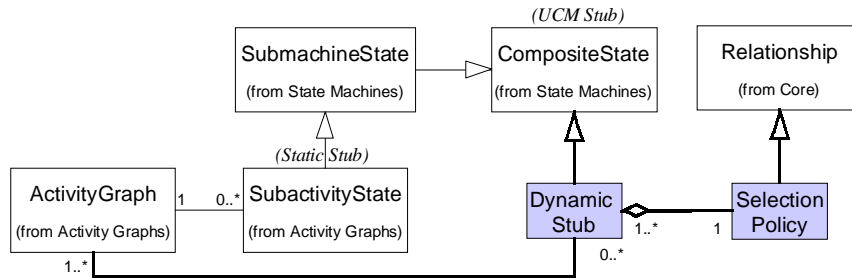 (UCM Stub)
SubmachineState
(from State Machines)
CompositeState
(from State Machines)
Relationship
(from Core)
(Static Stub)
ActivityGraph
(from Activity Graphs)
1
0..*
SubactivityState
(from Activity Graphs)
Dynamic
Stub
1..*
1
Selection
Policy
1..*
0..*